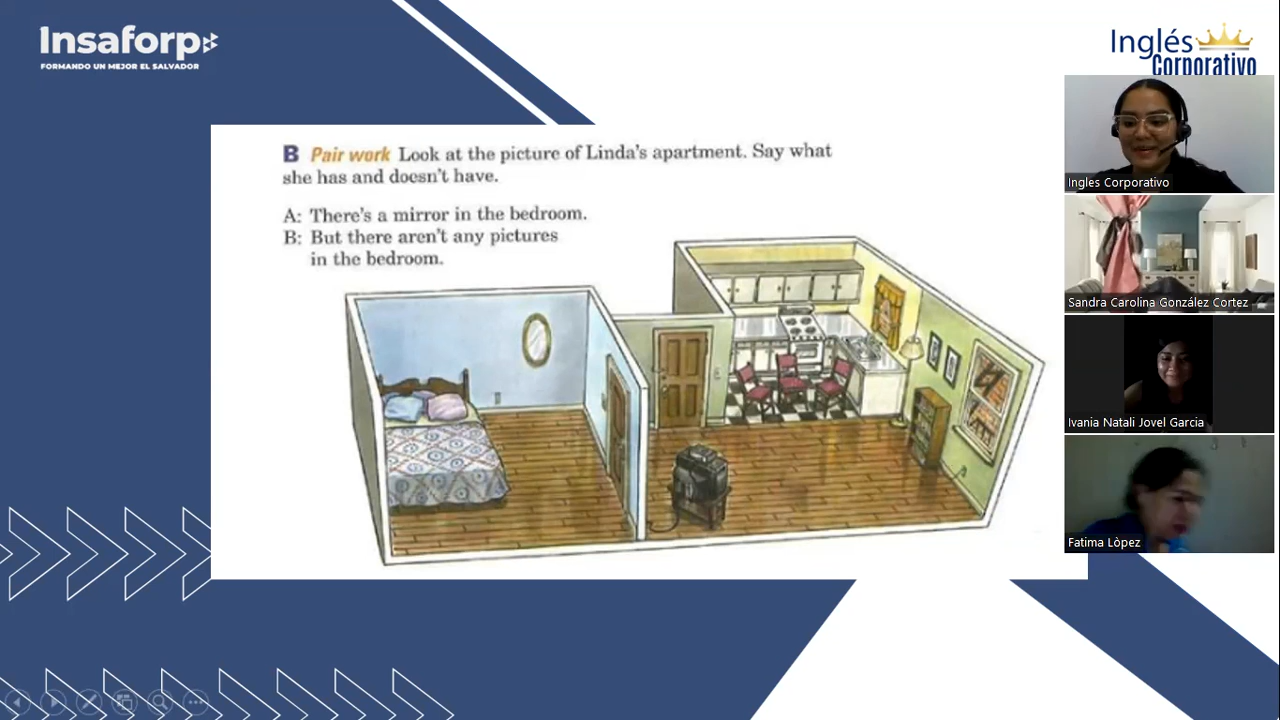 Insaforp
FORMANDO UN MEJOR EL SALVADOR
Inglés
Corporativo
B Pair work Look at the picture of Linda's apartment. Say what
she has and doesn't have.
A: There's a mirror in the bedroom.
B: But there aren't any pictures
in the bedroom.
Ingles Corporativo
Sandra Carolina González Cortez
Ivania Natali Jovel Garcia
Fatima Lòpez